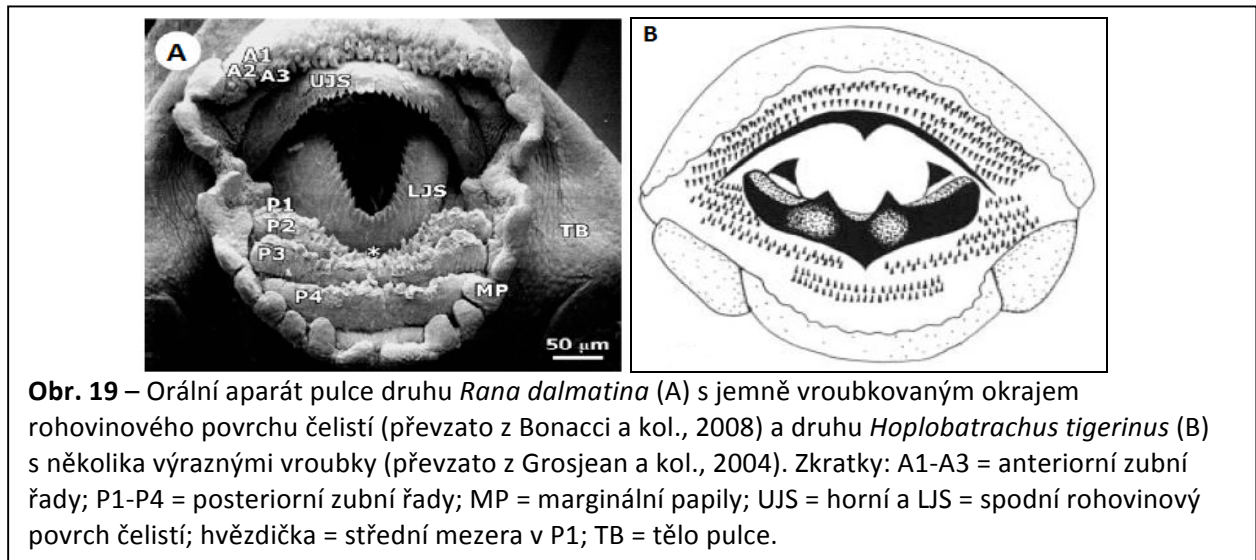 A
B
A1
A2 A3
UJS
LJS
P1
P2
P3
*
TB
P4
MP
50 µm
Obr. 19 – Orální aparát pulce druhu Rana dalmatina (A) s jemně vroubkovaným okrajem
rohovinového povrchu čelistí (převzato z Bonacci a kol., 2008) a druhu Hoplobatrachus tigerinus (B)
s několika výraznými vroubky (převzato z Grosjean a kol., 2004). Zkratky: A1-A3 = anteriorní zubní
řady; P1-P4 = posteriorní zubní řady; MP = marginální papily; UJS = horní a LJS = spodní rohovinový
povrch čelistí; hvězdička = střední mezera v P1; TB = tělo pulce.